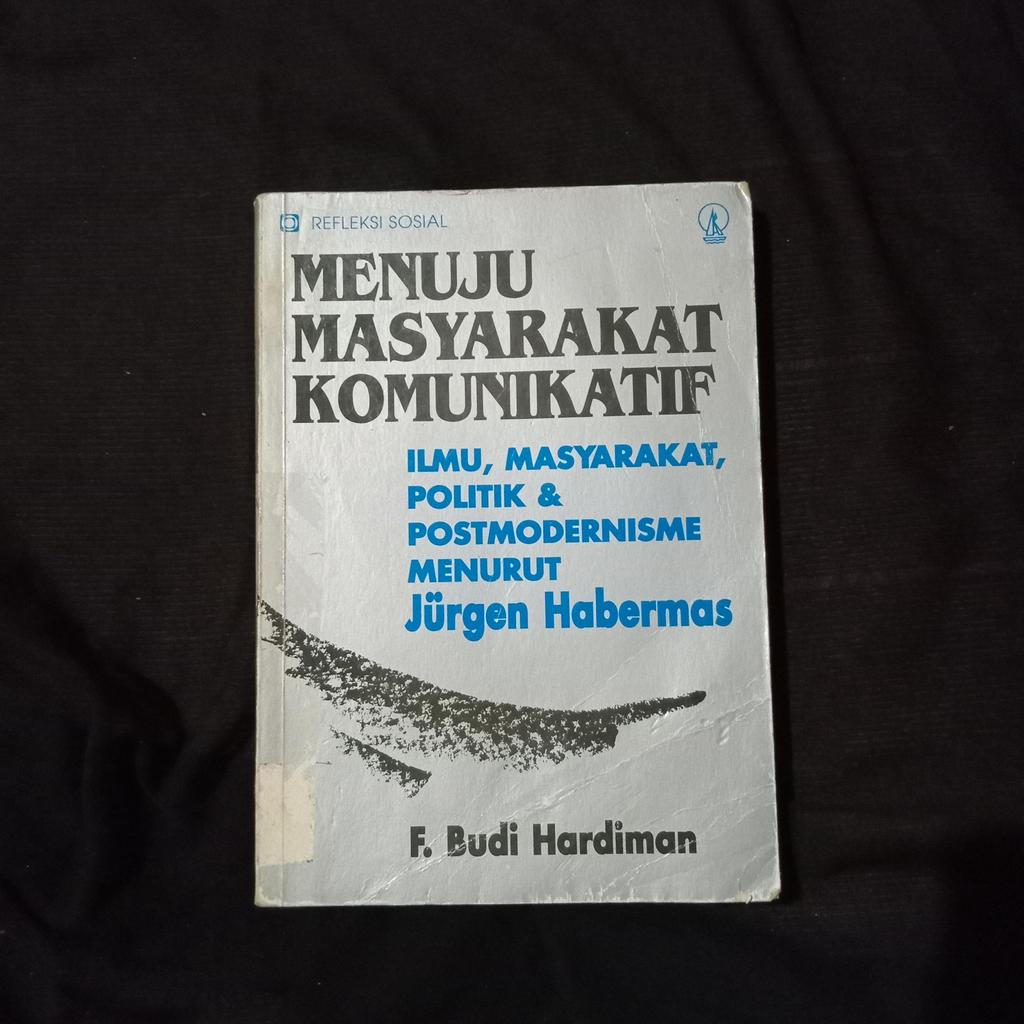 REFLEKSI SOSIAL
MENUJU
MASYARAKAT
KOMUNIKATIF
ILMU, MASYARAKAT,
POLITIK &
POSTMODERNISME
MENURUT
Jürgen Habermas
F. Budi Hardiman